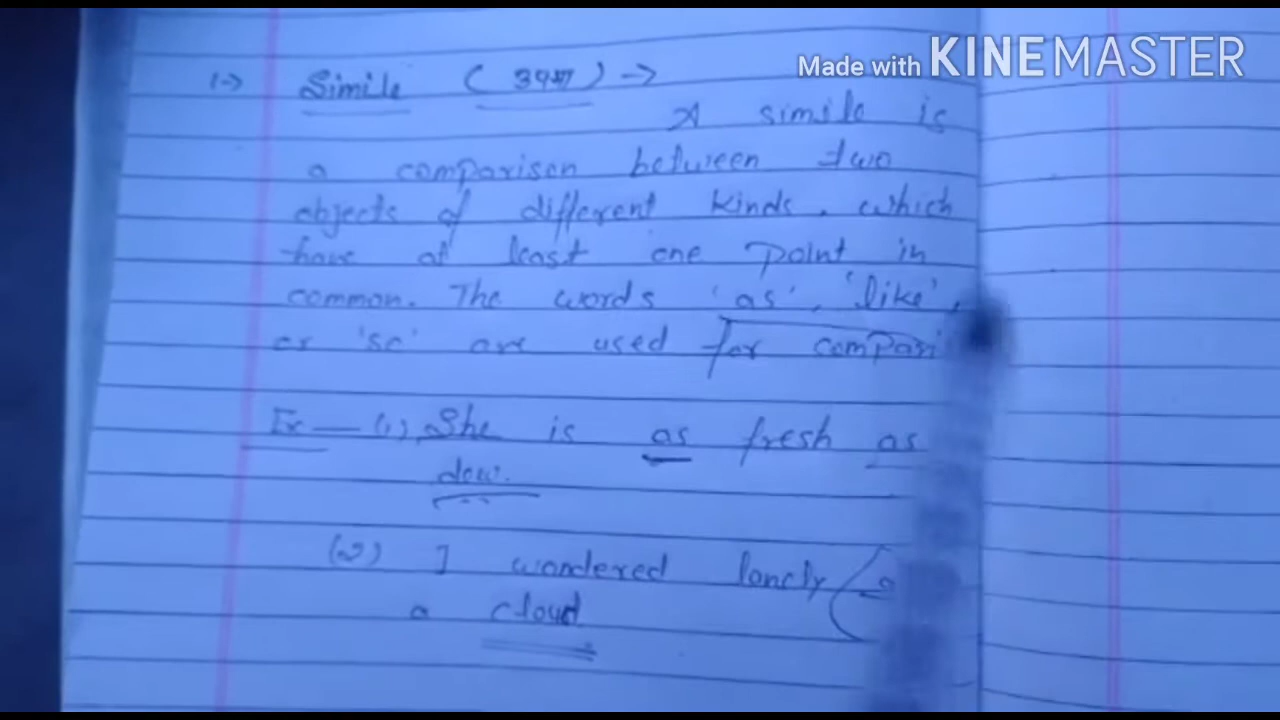 Made with KINEMASTER
1→ Simile (उपमा) →
A simile is
a comparison between two
objects of different kinds. which
have at least one point in
common. The words 'as', 'like',
or 'so' are used for compari
Ex — (1) She is as fresh as
dew.
(2) I wandered lonely
a cloud